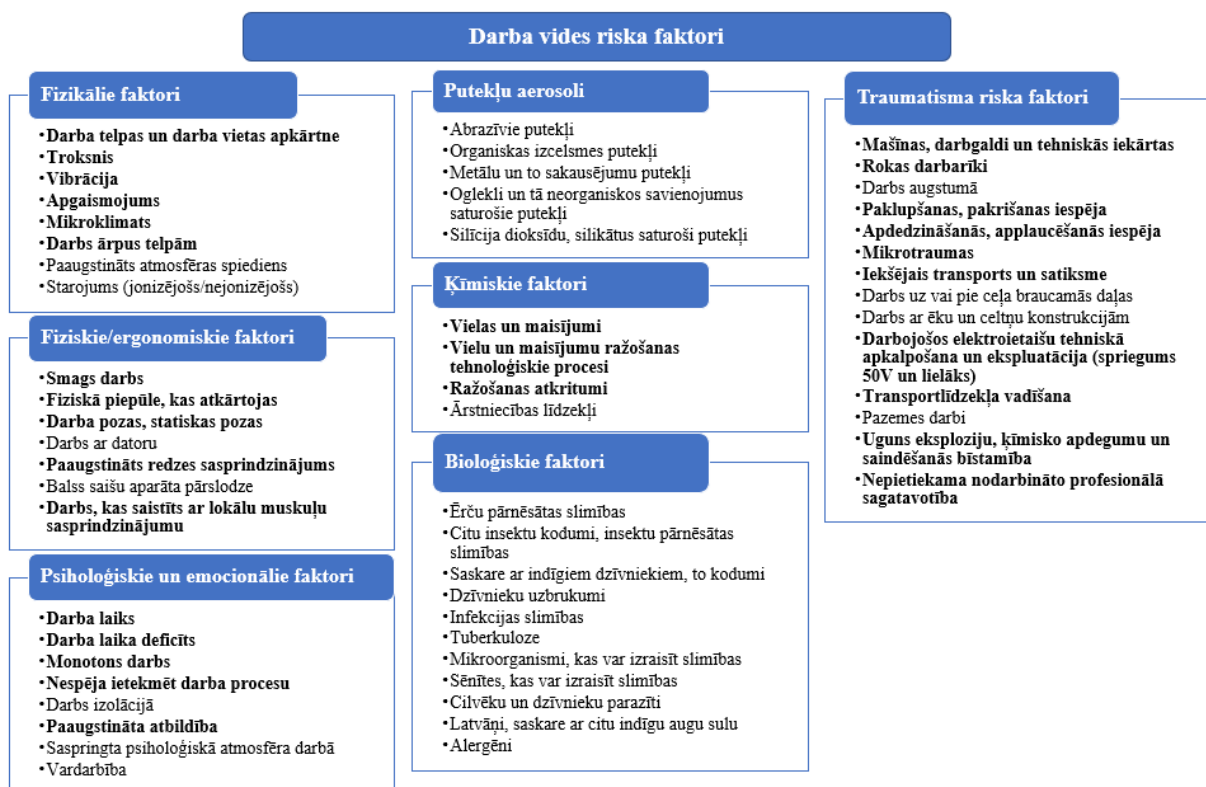 Darba vides riska faktori
Fizikālie faktori
•Darba telpas un darba vietas apkārtne
•Troksnis
•Vibrācija
•Apgaismojums
•Mikroklimats
•Darbs ārpus telpām
•Paaugstināts atmosfēras spiediens
•Starojums (jonizējošs/nejonizējošs)
Fiziskie/ergonomiskie faktori
•Smags darbs
•Fiziskā piepūle, kas atkārtojas
•Darba pozas, statiskas pozas
•Darbs ar datoru
•Paaugstināts redzes sasprindzinājums
•Balss saišu aparāta pārslodze
•Darbs, kas saistīts ar lokālu muskuļu
sasprindzinājumu
Psiholoģiskie un emocionālie faktori
•Darba laiks
•Darba laika deficīts
•Monotons darbs
•Nespēja ietekmēt darba procesu
•Darbs izolācijā
•Paaugstināta atbildība
•Saspringta psiholoģiskā atmosfēra darbā
•Vardarbība
Putekļu aerosoli
•Abrazīvie putekļi
•Organiskas izcelsmes putekļi
•Metālu un to sakausējumu putekļi
•Oglekli un tā neorganiskos savienojumus
saturošie putekļi
•Silīcija dioksīdu, silikātus saturoši putekļi
Ķīmiskie faktori
•Vielas un maisījumi
•Vielu un maisījumu ražošanas
tehnoloģiskie procesi
•Ražošanas atkritumi
•Ārstniecības līdzekļi
Bioloģiskie faktori
•Ērču pārnēsātas slimības
•Citu insektu kodumi, insektu pārnēsātas
slimības
•Saskare ar indīgiem dzīvniekiem, to kodumi
•Dzīvnieku uzbrukumi
•Infekcijas slimības
•Tuberkuloze
•Mikroorganismi, kas var izraisīt slimības
•Sēnītes, kas var izraisīt slimības
•Cilvēku un dzīvnieku parazīti
•Latvāņi, saskare ar citu indīgu augu sulu
•Alergēni
Traumatisma riska faktori
•Mašīnas, darbgaldi un tehniskās iekārtas
•Rokas darbarīki
•Darbs augstumā
•Paklupšanas, pakrišanas iespēja
•Apdedzināšanās, applaucēšanās iespēja
•Mikrotraumas
•Iekšējais transports un satiksme
•Darbs uz vai pie ceļa braucamās daļas
•Darbs ar ēku un celtņu konstrukcijām
•Darbojošos elektroietaišu tehniskā
apkalpošana un ekspluatācija (spriegums
50V un lielāks)
•Transportlīdzekļa vadīšana
•Pazemes darbi
•Uguns eksploziju, ķīmisko apdegumu un
saindēšanās bīstamība
•Nepietiekama nodarbināto profesionālā
sagatavotība